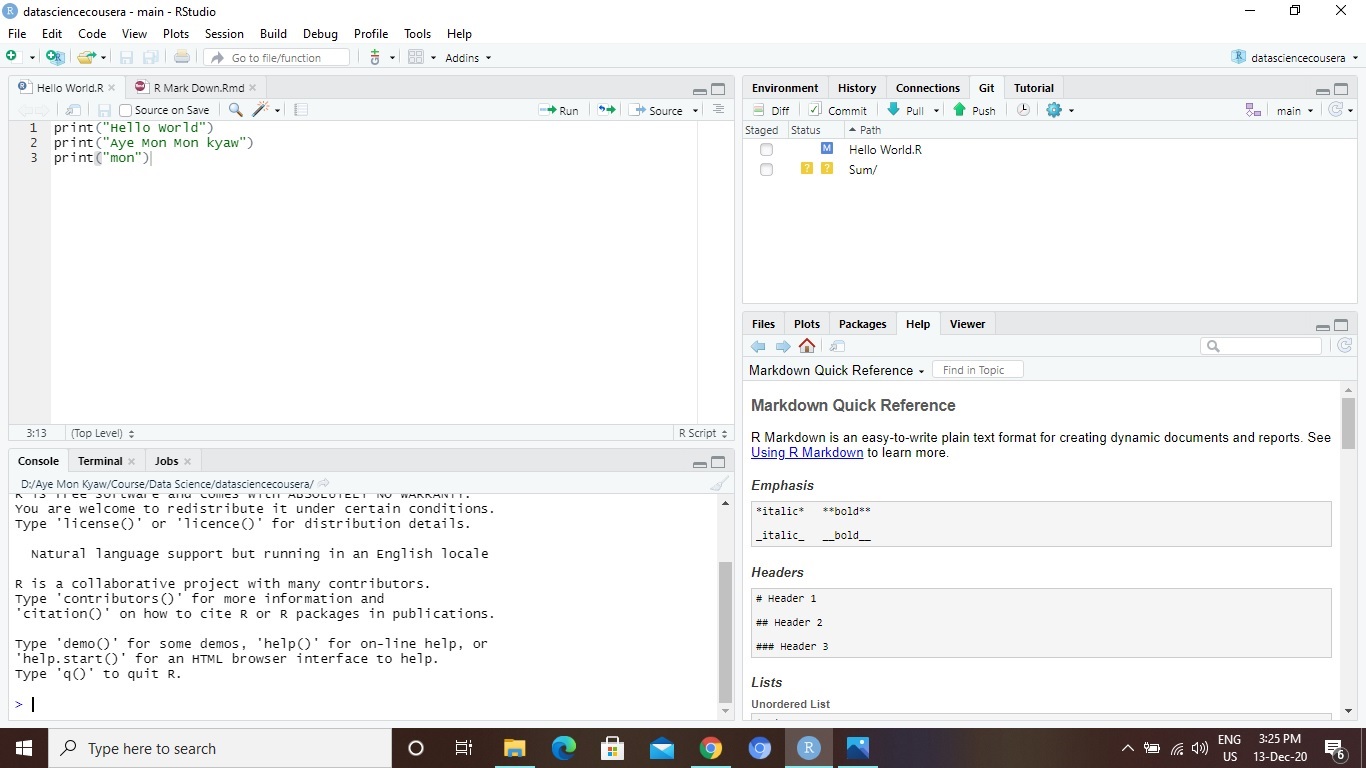 datasciencecousera - main - RStudio
File Edit Code View Plots Session Build Debug Profile Tools Help
Go to file/function Addins datasciencecousera
Hello World.R R Mark Down.Rmd
Source on Save Run Source
1 print("Hello World")
2 print("Aye Mon Mon kyaw")
3 print("mon")
3:13 (Top Level) R Script
Console Terminal Jobs
D:/Aye Mon Kyaw/Course/Data Science/datasciencecousera/
R is free software and comes with ABSOLUTELY NO WARRANTY.
You are welcome to redistribute it under certain conditions.
Type 'license()' or 'licence()' for distribution details.
Natural language support but running in an English locale
R is a collaborative project with many contributors.
Type 'contributors()' for more information and
'citation()' on how to cite R or R packages in publications.
Type 'demo()' for some demos, 'help()' for on-line help, or
'help.start()' for an HTML browser interface to help.
Type 'q()' to quit R.
>
Environment History Connections Git Tutorial
Diff Commit Pull Push main
Staged Status Path
M Hello World.R
? ? Sum/
Files Plots Packages Help Viewer
Markdown Quick Reference Find in Topic
Markdown Quick Reference
R Markdown is an easy-to-write plain text format for creating dynamic documents and reports. See
Using R Markdown to learn more.
Emphasis
*italic* **bold**
_italic_ __bold__
Headers
# Header 1
## Header 2
### Header 3
Lists
Unordered List
Type here to search
ENG 3:25 PM
US 13-Dec-20 6